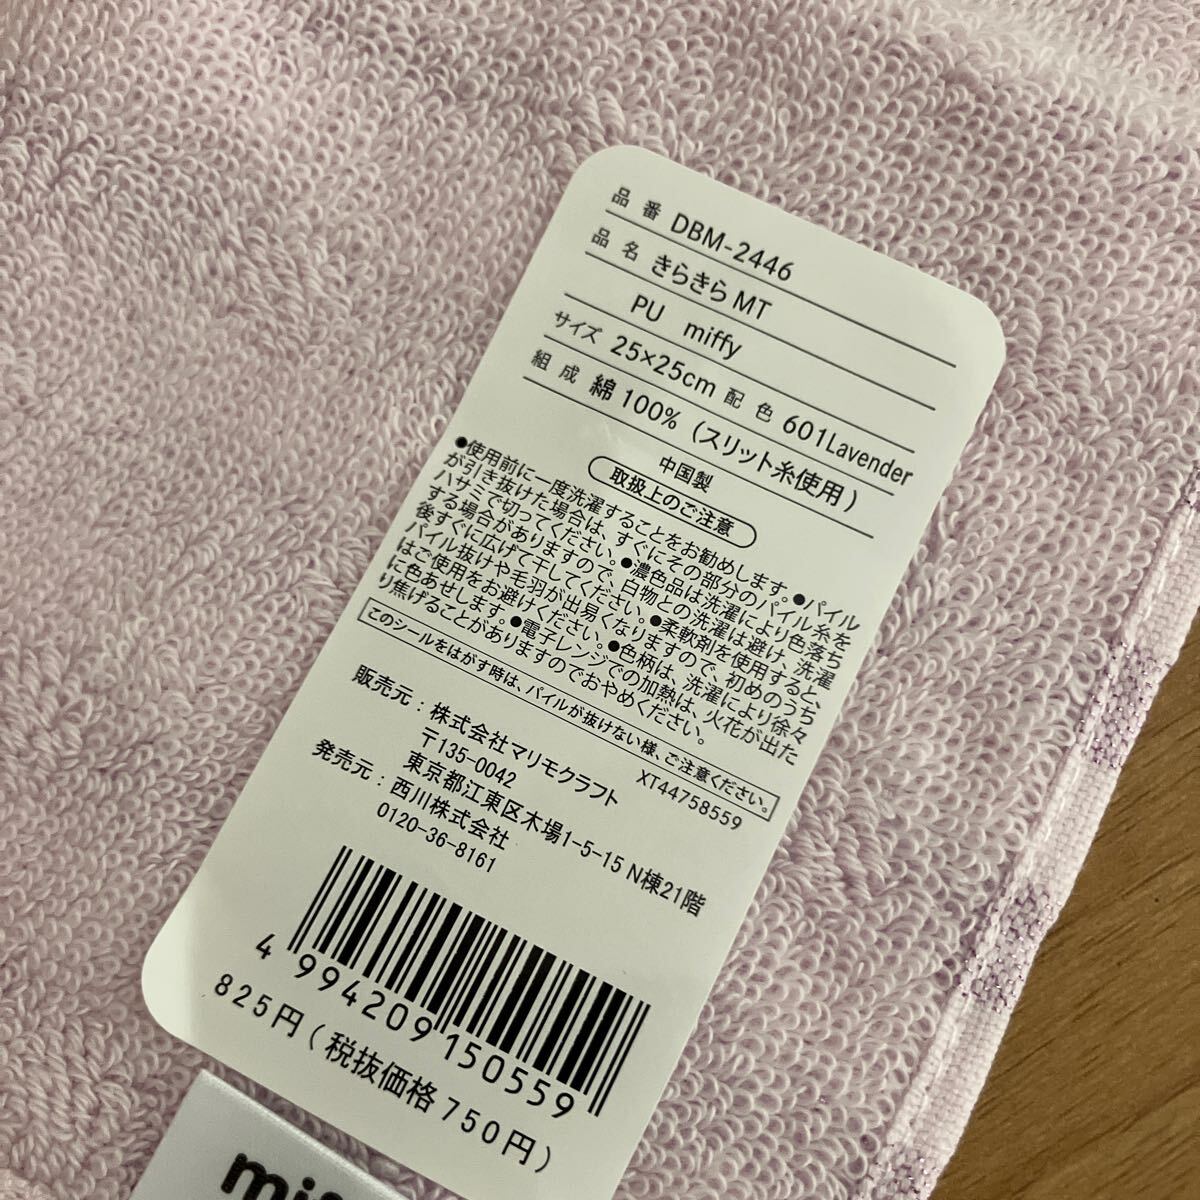 品番 DBM-2446
品名 きらきらMT
PU miffy
サイズ 25×25cm 配色 601Lavender
組成 綿100%(スリット糸使用)
中国製
取扱上のご注意
●使用前に一度洗濯することをお勧めします。●パイル
が引き抜けた場合は、すぐにその部分のパイル糸を
ハサミで切ってください。●濃色品は洗濯により色落ち
する場合がありますので、白物との洗濯は避け、洗濯
後すぐに広げて干してください。●柔軟剤を使用すると、
パイル抜けや毛羽が出易くなりますので、初めのうち
はご使用をお避けください。●色柄は、洗濯により徐々
に色あせします。●電子レンジでの加熱は、火花が出た
り焦げることがありますのでおやめください。
このシールをはがす時は、パイルが抜けない様、ご注意ください。
XT44758559
販売元:株式会社マリモクラフト
〒135-0042
東京都江東区木場1-5-15 N棟21階
発売元:西川株式会社
0120-36-8161
4 994209 150559
825円(税抜価格750円)